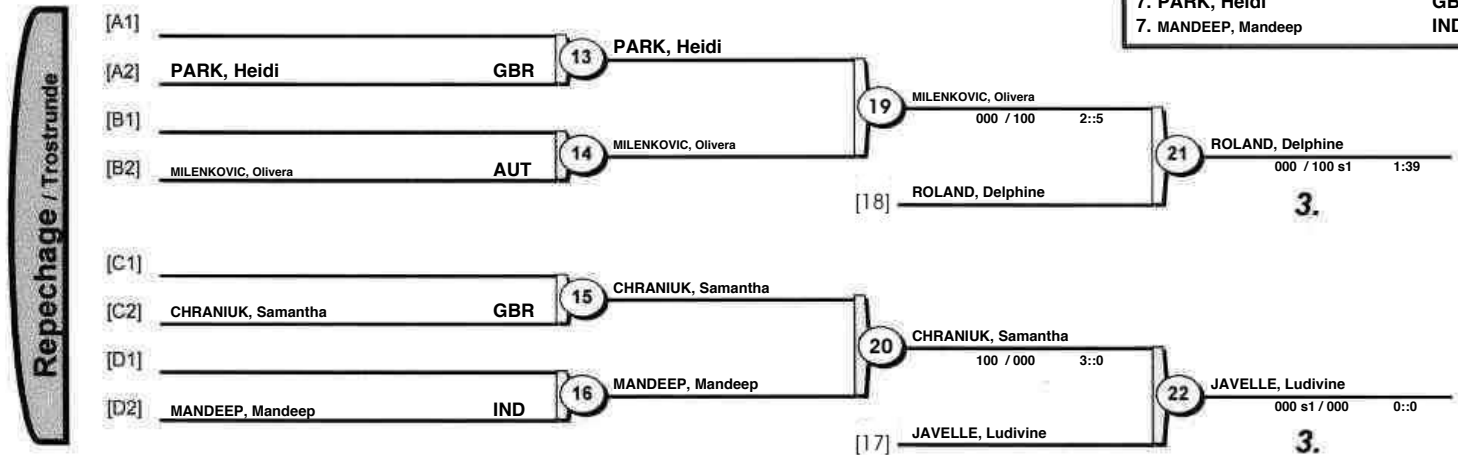 7. PARK, Heidi GB
7. MANDEEP, Mandeep IND
Repechage / Trostrunde
[A1]
[A2] PARK, Heidi GBR
13 PARK, Heidi
[B1]
[B2] MILENKOVIC, Olivera AUT
14 MILENKOVIC, Olivera
19 MILENKOVIC, Olivera
000 / 100 2::5
[18] ROLAND, Delphine
21 ROLAND, Delphine
000 / 100 s1 1:39
3.
[C1]
[C2] CHRANIUK, Samantha GBR
15 CHRANIUK, Samantha
[D1]
[D2] MANDEEP, Mandeep IND
16 MANDEEP, Mandeep
20 CHRANIUK, Samantha
100 / 000 3::0
[17] JAVELLE, Ludivine
22 JAVELLE, Ludivine
000 s1 / 000 0::0
3.